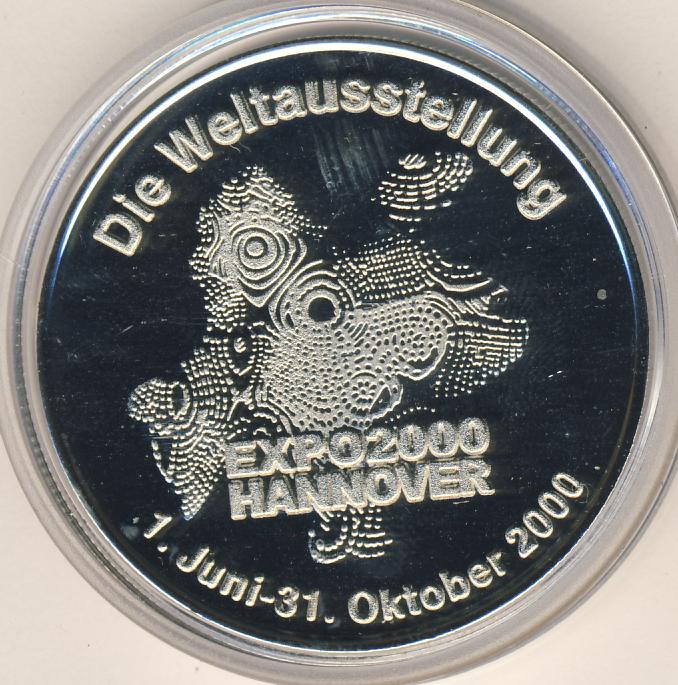 Die Weltausstellung
EXPO2000
HANNOVER
1. Juni-31. Oktober 2000